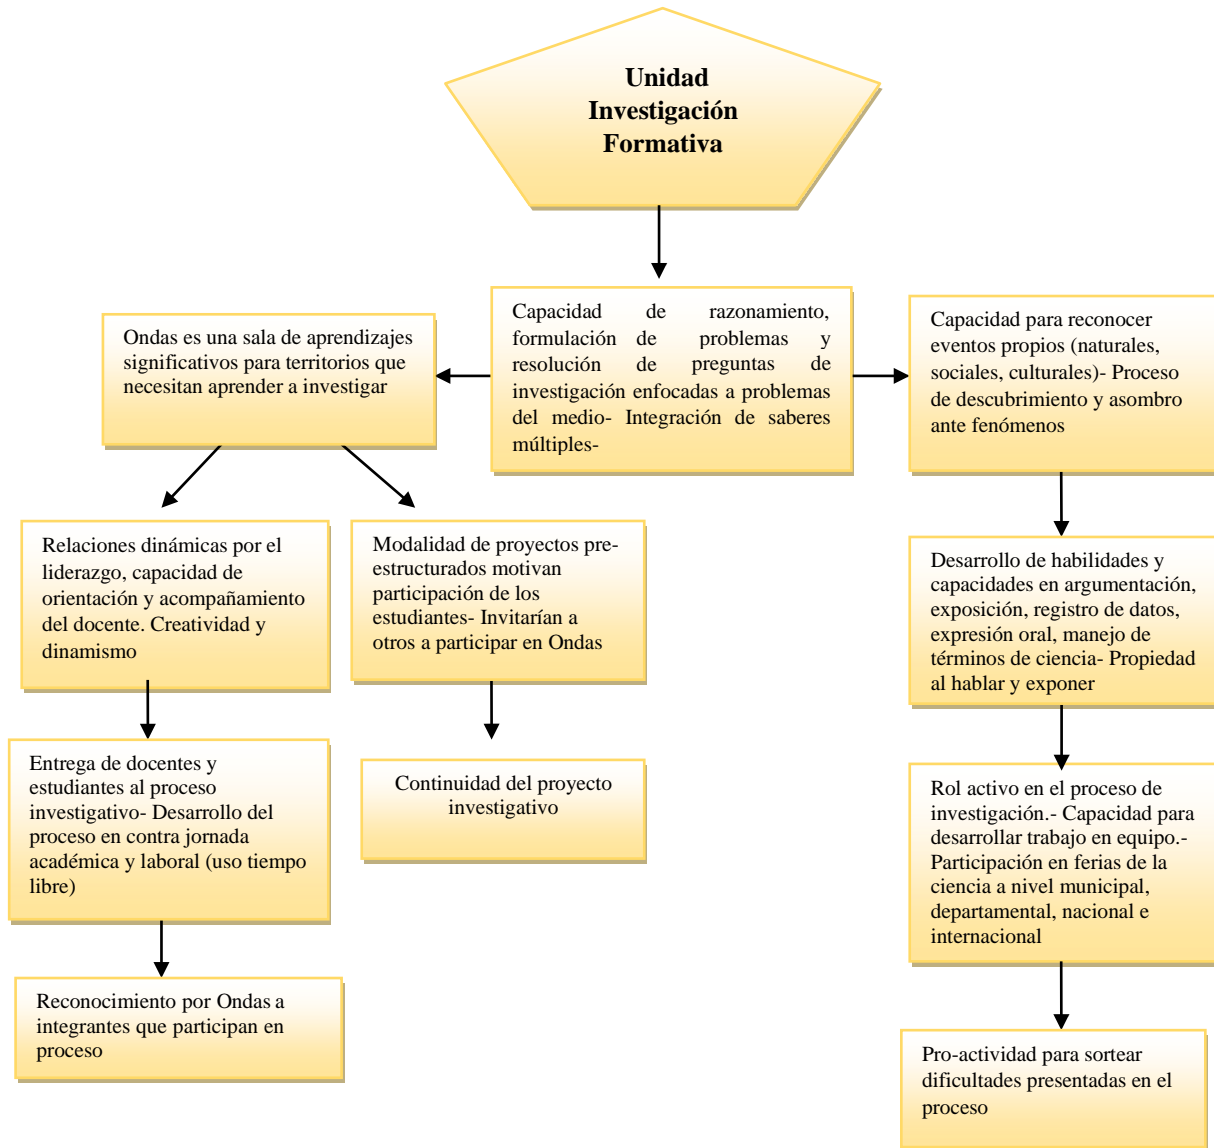 Unidad
Investigación
Formativa
Ondas es una sala de aprendizajes
significativos para territorios que
necesitan aprender a investigar
Capacidad de razonamiento,
formulación de problemas y
resolución de preguntas de
investigación enfocadas a problemas
del medio- Integración de saberes
múltiples-
Capacidad para reconocer
eventos propios (naturales,
sociales, culturales)- Proceso
de descubrimiento y asombro
ante fenómenos
Relaciones dinámicas por el
liderazgo, capacidad de
orientación y acompañamiento
del docente. Creatividad y
dinamismo
Modalidad de proyectos pre-
estructurados motivan
participación de los
estudiantes- Invitarían a
otros a participar en Ondas
Desarrollo de habilidades y
capacidades en argumentación,
exposición, registro de datos,
expresión oral, manejo de
términos de ciencia- Propiedad
al hablar y exponer
Entrega de docentes y
estudiantes al proceso
investigativo- Desarrollo del
proceso en contra jornada
académica y laboral (uso tiempo
libre)
Continuidad del proyecto
investigativo
Rol activo en el proceso de
investigación.- Capacidad para
desarrollar trabajo en equipo.-
Participación en ferias de la
ciencia a nivel municipal,
departamental, nacional e
internacional
Reconocimiento por Ondas a
integrantes que participan en
proceso
Pro-actividad para sortear
dificultades presentadas en el
proceso